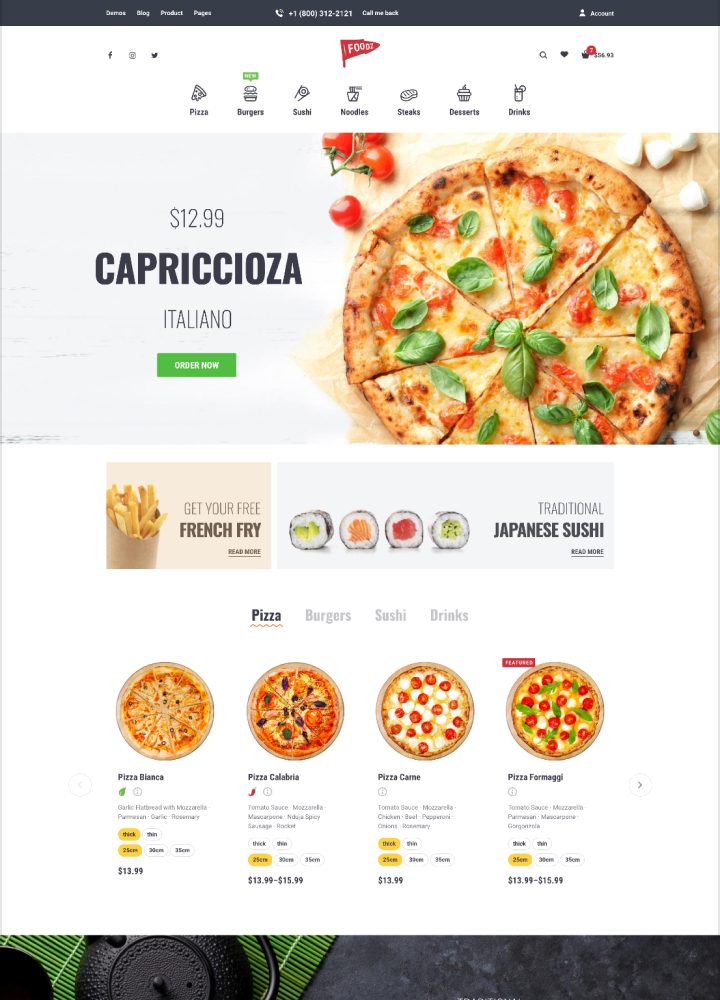 Demos Blog Product Pages
+1 (800) 312-2121 Call me back
Account
FOODZ
7
$56.93
NEW
Pizza Burgers Sushi Noodles Steaks Desserts Drinks
$12.99
CAPRICCIOZA
ITALIANO
ORDER NOW
GET YOUR FREE
FRENCH FRY
READ MORE
TRADITIONAL
JAPANESE SUSHI
READ MORE
Pizza Burgers Sushi Drinks
Pizza Bianca
Garlic Flatbread with Mozzarella ·
Parmesan · Garlic · Rosemary
thick thin
25cm 30cm 35cm
$13.99
Pizza Calabria
Tomato Sauce · Mozzarella ·
Mascarpone · Nduja Spicy
Sausage · Rocket
thick thin
25cm 30cm 35cm
$13.99–$15.99
Pizza Carne
Tomato Sauce · Mozzarella ·
Chicken · Beef · Pepperoni ·
Onions · Rosemary
thick thin
25cm 30cm 35cm
$13.99
FEATURED
Pizza Formaggi
Tomato Sauce · Mozzarella ·
Parmesan · Mascarpone ·
Gorgonzola
thick thin
25cm 30cm 35cm
$13.99–$15.99
TRADITIONAL